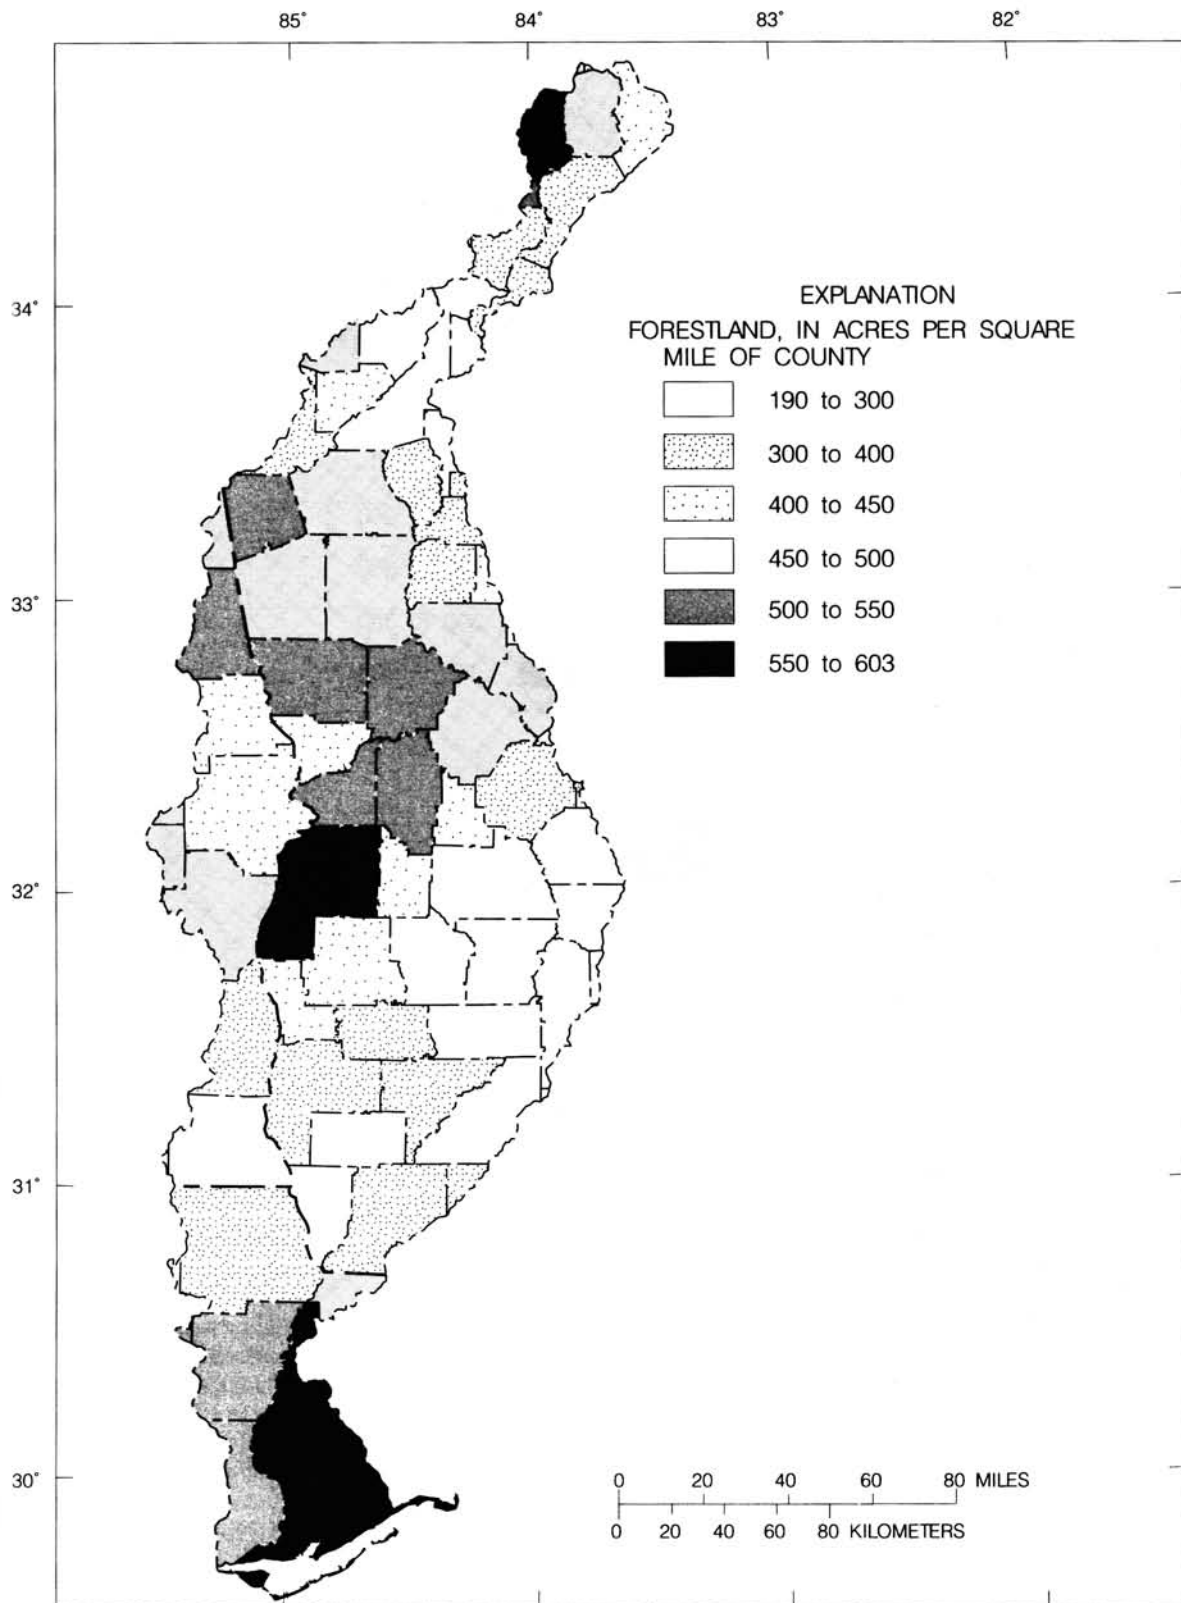 85° 84° 83° 82°
34°
EXPLANATION
FORESTLAND, IN ACRES PER SQUARE
MILE OF COUNTY
190 to 300
300 to 400
400 to 450
450 to 500
500 to 550
550 to 603
33°
32°
31°
30°
0 20 40 60 80 MILES
0 20 40 60 80 KILOMETERS